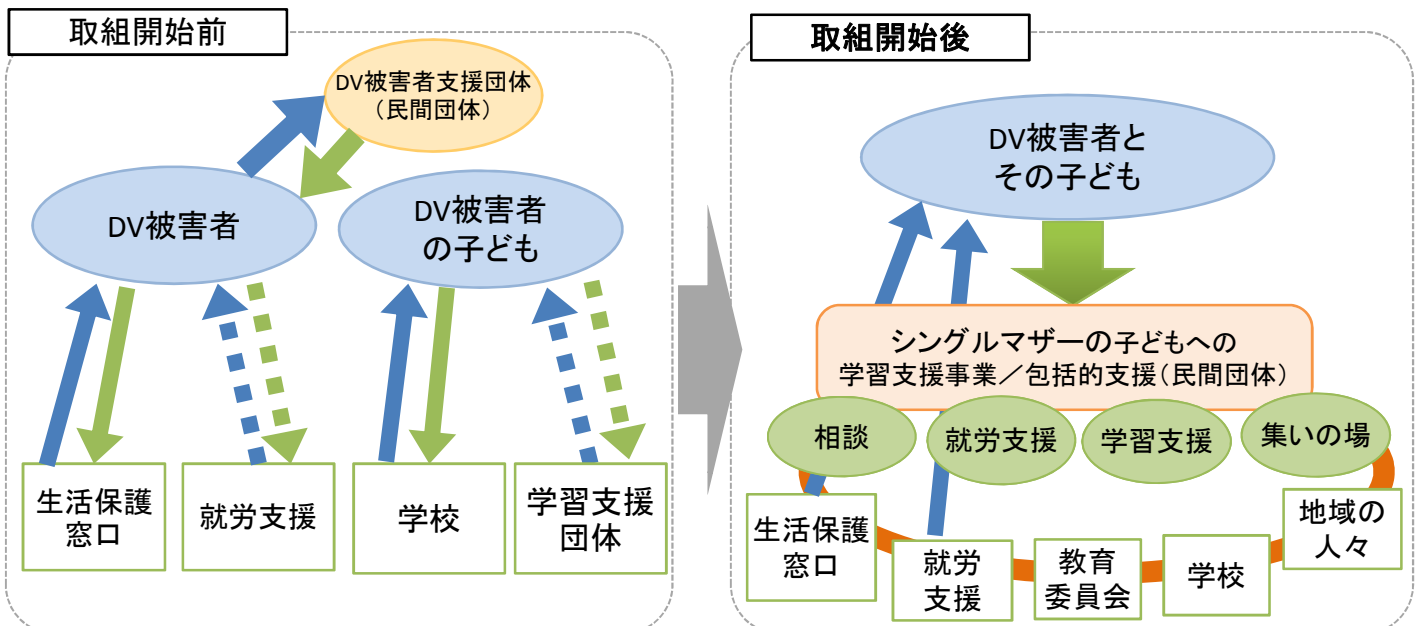 取組開始前
DV被害者支援団体
（民間団体）
DV被害者
DV被害者
の子ども
生活保護
窓口
就労支援
学校
学習支援
団体
取組開始後
DV被害者と
その子ども
シングルマザーの子どもへの
学習支援事業／包括的支援（民間団体）
相談
就労支援
学習支援
集いの場
生活保護
窓口
就労
支援
教育
委員会
学校
地域の
人々